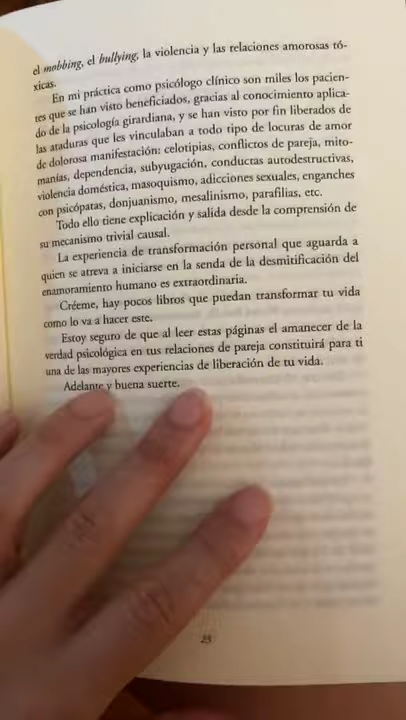 el mobbing, el bullying, la violencia y las relaciones amorosas tó-
xicas.
En mi práctica como psicólogo clínico son miles los pacien-
tes que se han visto beneficiados, gracias al conocimiento aplica-
do de la psicología girardiana, y se han visto por fin liberados de
las ataduras que les vinculaban a todo tipo de locuras de amor
de dolorosa manifestación: celotipias, conflictos de pareja, mito-
manías, dependencia, subyugación, conductas autodestructivas,
violencia doméstica, masoquismo, adicciones sexuales, enganches
con psicópatas, donjuanismo, mesalinismo, parafilias, etc.
Todo ello tiene explicación y salida desde la comprensión de
su mecanismo trivial causal.
La experiencia de transformación personal que aguarda a
quien se atreva a iniciarse en la senda de la desmitificación del
enamoramiento humano es extraordinaria.
Créeme, hay pocos libros que puedan transformar tu vida
como lo va a hacer este.
Estoy seguro de que al leer estas páginas el amanecer de la
verdad psicológica en tus relaciones de pareja constituirá para ti
una de las mayores experiencias de liberación de tu vida.
Adelante y buena suerte.